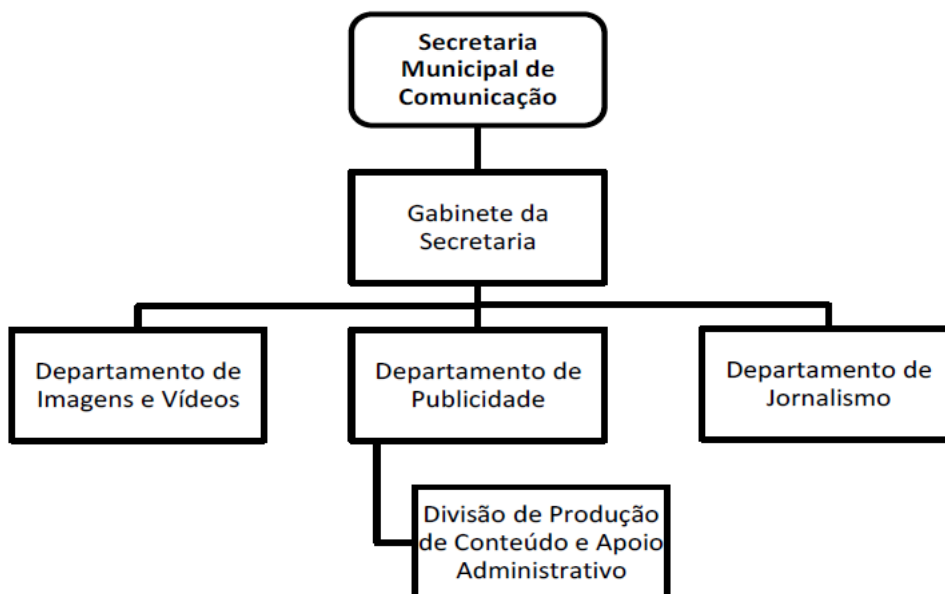 Secretaria
Municipal de
Comunicação
Gabinete da
Secretaria
Departamento de
Imagens e Vídeos
Departamento de
Publicidade
Departamento de
Jornalismo
Divisão de Produção
de Conteúdo e Apoio
Administrativo